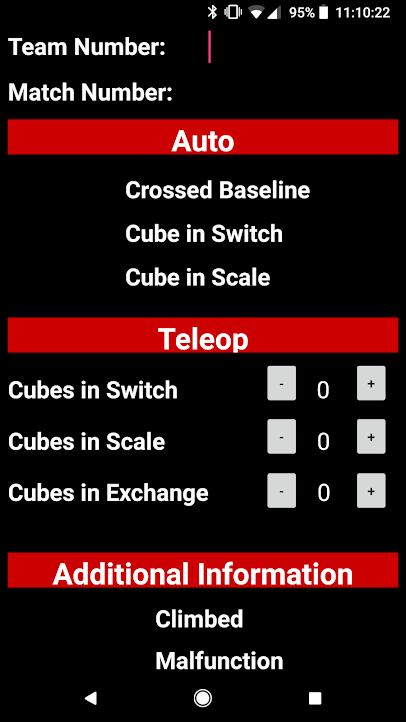 95% 11:10:22
Team Number:
Match Number:
Auto
Crossed Baseline
Cube in Switch
Cube in Scale
Teleop
Cubes in Switch - 0 +
Cubes in Scale - 0 +
Cubes in Exchange - 0 +
Additional Information
Climbed
Malfunction